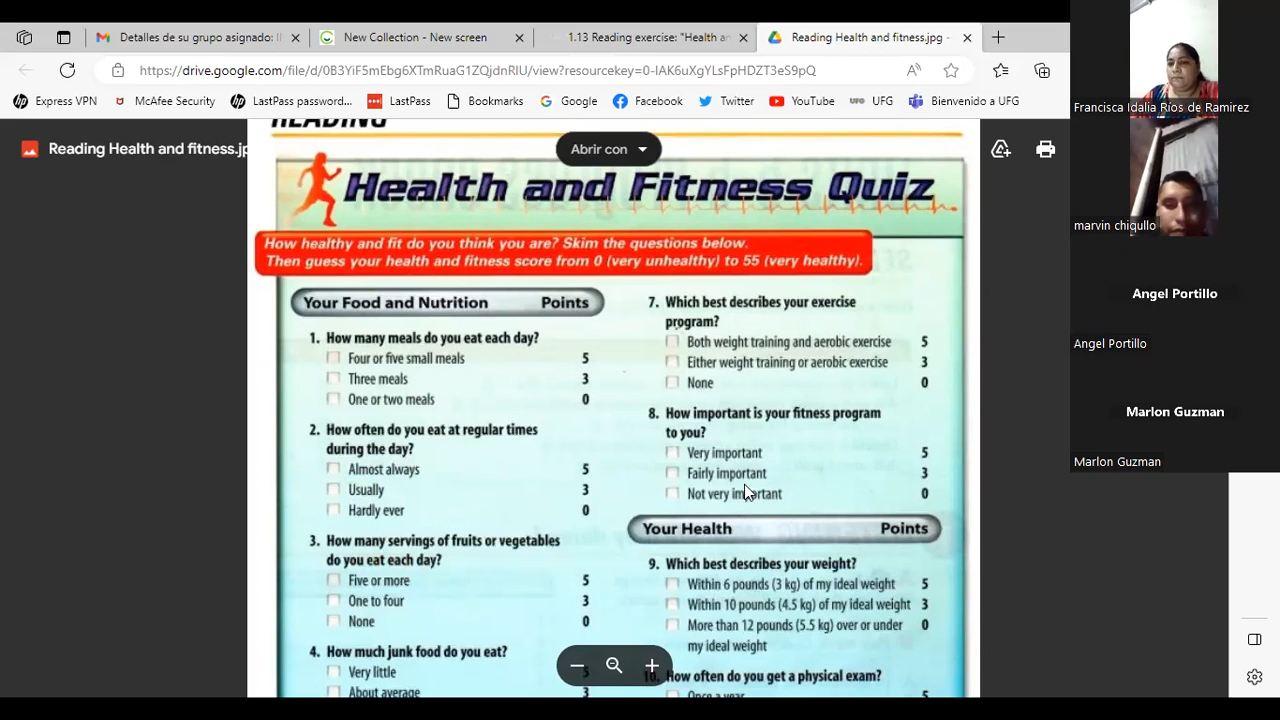 Detalles de su grupo asignado: I
New Collection - New screen
1.13 Reading exercise: "Health an
Reading Health and fitness.jpg -
https://drive.google.com/file/d/0B3YiF5mEbg6XTmRuaG1ZOjdnRIU/view?resourcekey=0-IAK6uXgYLsFpHDZT3eS9pQ
Express VPN
McAfee Security
LastPass password...
LastPass
Bookmarks
Google
Facebook
Twitter
YouTube
UFG
UFG
Bienvenido a UFG
READING
Reading Health and fitness.jp
Abrir con
Health and Fitness Quiz
How healthy and fit do you think you are? Skim the questions below.
Then guess your health and fitness score from 0 (very unhealthy) to 55 (very healthy).
Your Food and Nutrition Points
1. How many meals do you eat each day?
Four or five small meals 5
Three meals 3
One or two meals 0
2. How often do you eat at regular times
during the day?
Almost always 5
Usually 3
Hardly ever 0
3. How many servings of fruits or vegetables
do you eat each day?
Five or more 5
One to four 3
None 0
4. How much junk food do you eat?
Very little 5
About average 3
7. Which best describes your exercise
program?
Both weight training and aerobic exercise 5
Either weight training or aerobic exercise 3
None 0
8. How important is your fitness program
to you?
Very important 5
Fairly important 3
Not very important 0
Your Health Points
9. Which best describes your weight?
Within 6 pounds (3 kg) of my ideal weight 5
Within 10 pounds (4.5 kg) of my ideal weight 3
More than 12 pounds (5.5 kg) over or under 0
my ideal weight
10. How often do you get a physical exam?
Once a year 5
Francisca Idalia Ríos de Ramirez
marvin chiqullo
Angel Portillo
Angel Portillo
Marlon Guzman
Marlon Guzman